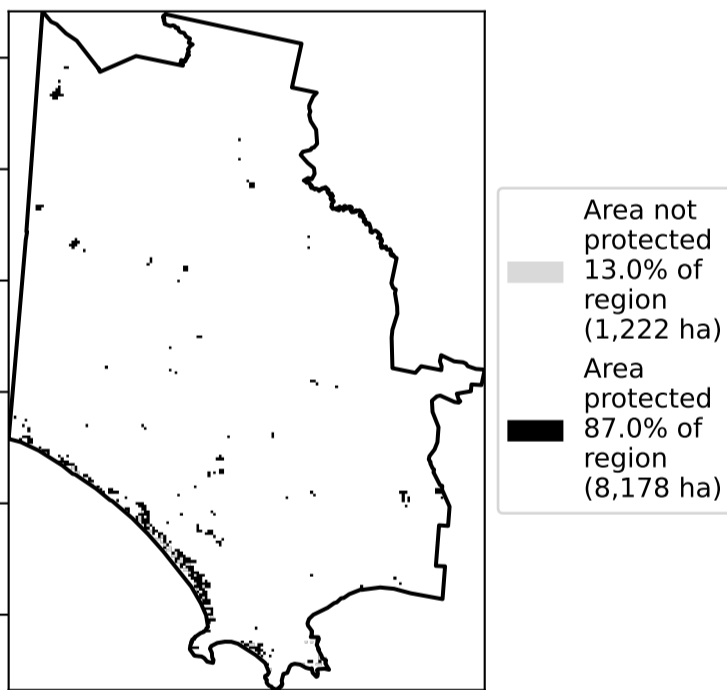 Area not
protected
13.0% of
region
(1,222 ha)
Area
protected
87.0% of
region
(8,178 ha)